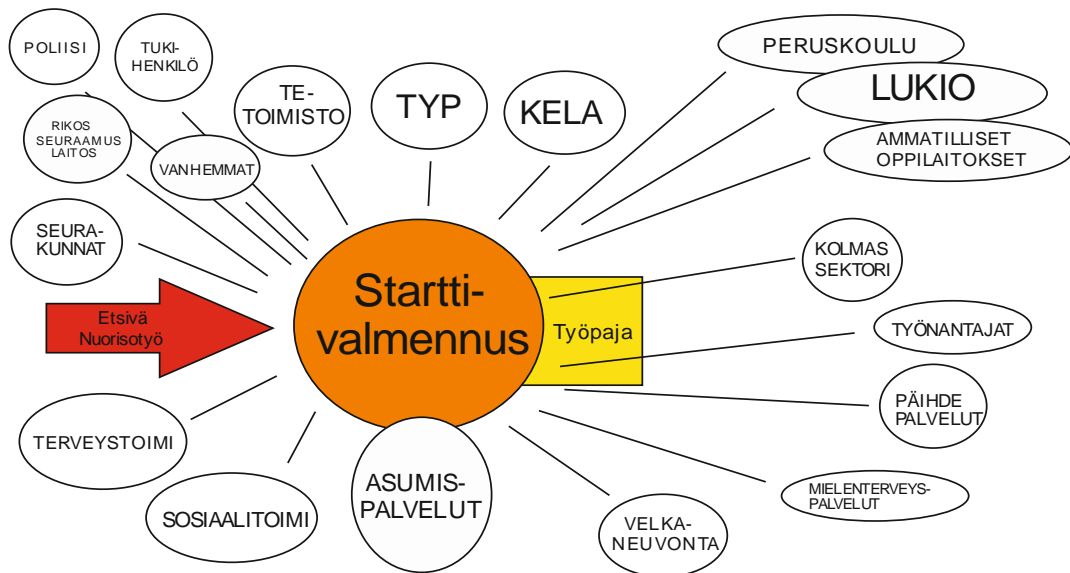 POLIISI
TUKI-
HENKILÖ
TE-
TOIMISTO
TYP
KELA
PERUSKOULU
LUKIO
AMMATILLISET
OPPILAITOKSET
RIKOS
SEURAAMUS
LAITOS
VANHEMMAT
SEURA-
KUNNAT
KOLMAS
SEKTORI
Etsivä
Nuorisotyö
Startti-
valmennus
Työpaja
TYÖNANTAJAT
PÄIHDE
PALVELUT
TERVEYSTOIMI
SOSIAALITOIMI
ASUMIS-
PALVELUT
VELKA-
NEUVONTA
MIELENTERVEYS-
PALVELUT